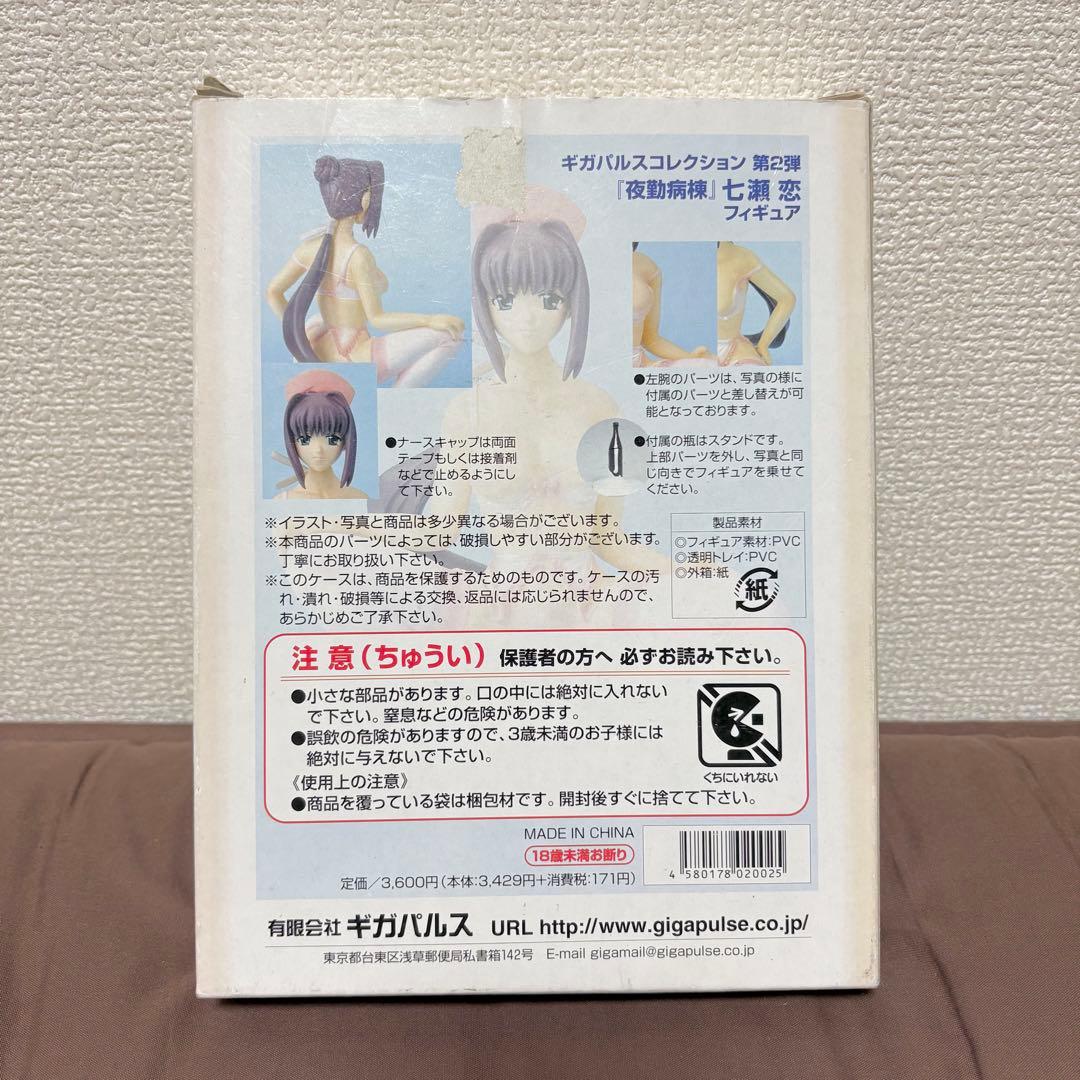 ギガパルスコレクション 第2弾
『夜勤病棟』七瀬 恋
フィギュア
●左腕のパーツは、写真の様に
付属のパーツと差し替えが可
能となっております。
●ナースキャップは両面
テープもしくは接着剤
などで止めるようにし
て下さい。
●付属の瓶はスタンドです。
上部パーツを外し、写真と同
じ向きでフィギュアを乗せて
ください。
※イラスト・写真と商品は多少異なる場合がございます。
※本商品のパーツによっては、破損しやすい部分がございます。
丁寧にお取り扱い下さい。
※このケースは、商品を保護するためのものです。ケースの汚
れ・潰れ・破損等による交換、返品には応じられませんので、
あらかじめご了承下さい。
製品素材
◎フィギュア素材:PVC
◎透明トレイ:PVC
◎外箱:紙
紙
注 意(ちゅうい) 保護者の方へ 必ずお読み下さい。
●小さな部品があります。口の中には絶対に入れない
で下さい。窒息などの危険があります。
●誤飲の危険がありますので、3歳未満のお子様には
絶対に与えないで下さい。
《使用上の注意》
●商品を覆っている袋は梱包材です。開封後すぐに捨てて下さい。
くちにいれない
MADE IN CHINA
18歳未満お断り
定価/3,600円(本体:3,429円+消費税:171円)
4 580178 020025
有限会社 ギガパルス URL http://www.gigapulse.co.jp/
東京都台東区浅草郵便局私書箱142号 E-mail gigamail@gigapulse.co.jp